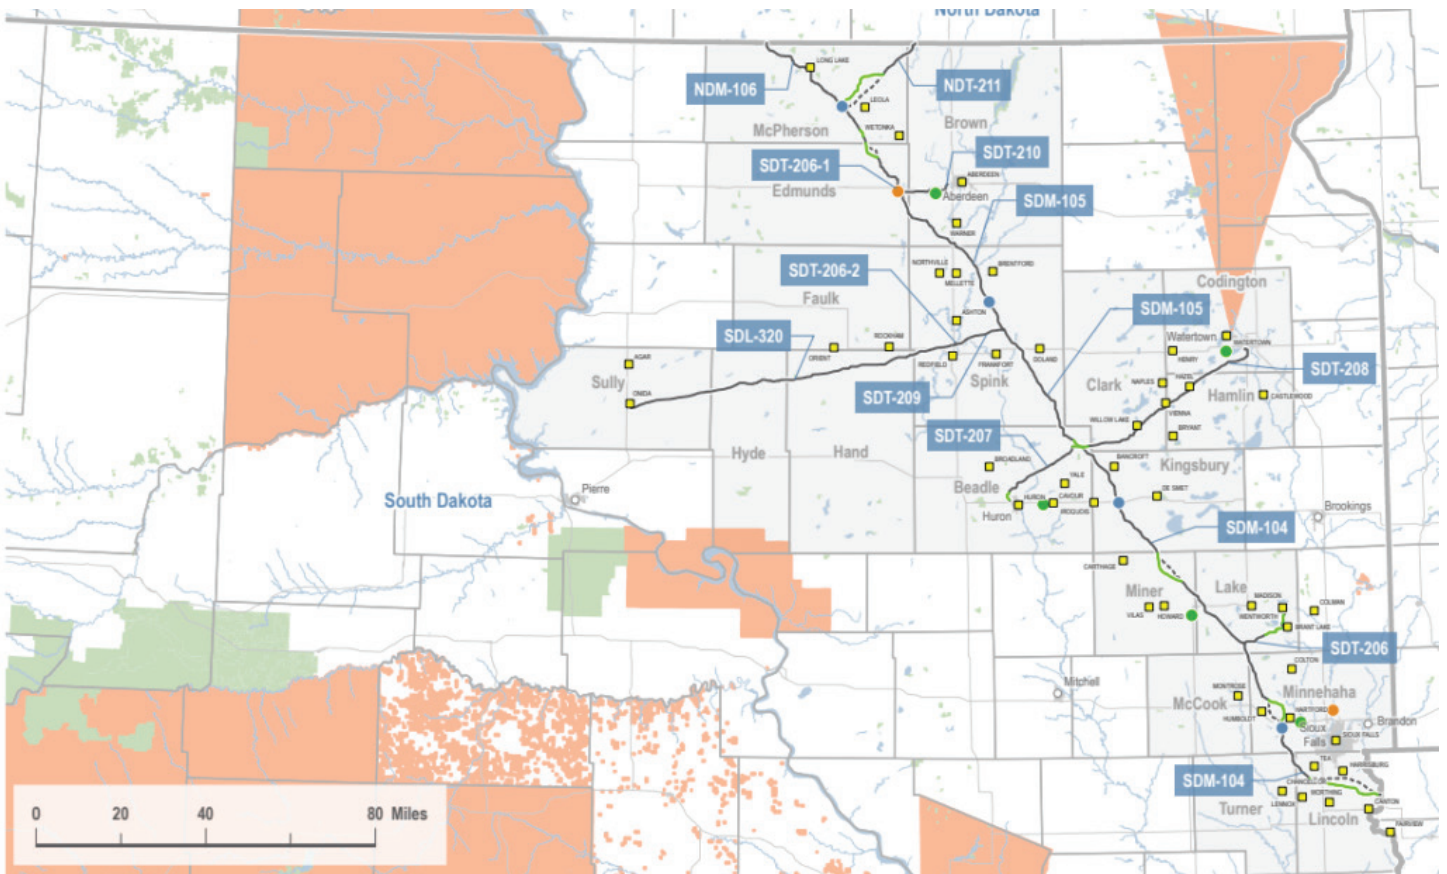 North Dakota
LONG LAKE
NDM-106
NDT-211
LEOLA
McPherson
WETONKA
Brown
SDT-206-1
SDT-210
Edmunds
ABERDEEN
Aberdeen
SDM-105
WARNER
SDT-206-2
NORTHVILLE
MELLETTE
BRENTFORD
Codington
Faulk
SDM-105
ASHTON
SDL-320
ROCKHAM
ORIENT
REDFIELD
FRANKFORT
DOLAND
Watertown
WATERTOWN
HENRY
AGAR
Sully
Spink
SDT-208
ONIDA
SDT-209
Clark
NAPLES
HAZEL
Hamlin
CASTLEWOOD
VIENNA
WILLOW LAKE
BRYANT
SDT-207
Hyde
Hand
BROADLAND
BANCROFT
Kingsbury
YALE
Beadle
Pierre
South Dakota
HURON
CAVOUR
IROQUOIS
DE SMET
Huron
Brookings
SDM-104
CARTHAGE
Miner
Lake
MADISON
WENTWORTH
COLMAN
VILAS
HOWARD
BRANT LAKE
SDT-206
COLTON
Mitchell
MONTROSE
Minnehaha
McCook
HUMBOLDT
HARTFORD
Brandon
Sioux
Falls
SIOUX FALLS
TEA
HARRISBURG
SDM-104
CHANCELLOR
LENNOX
WORTHING
Turner
Lincoln
CANTON
FAIRVIEW
0 20 40 80 Miles